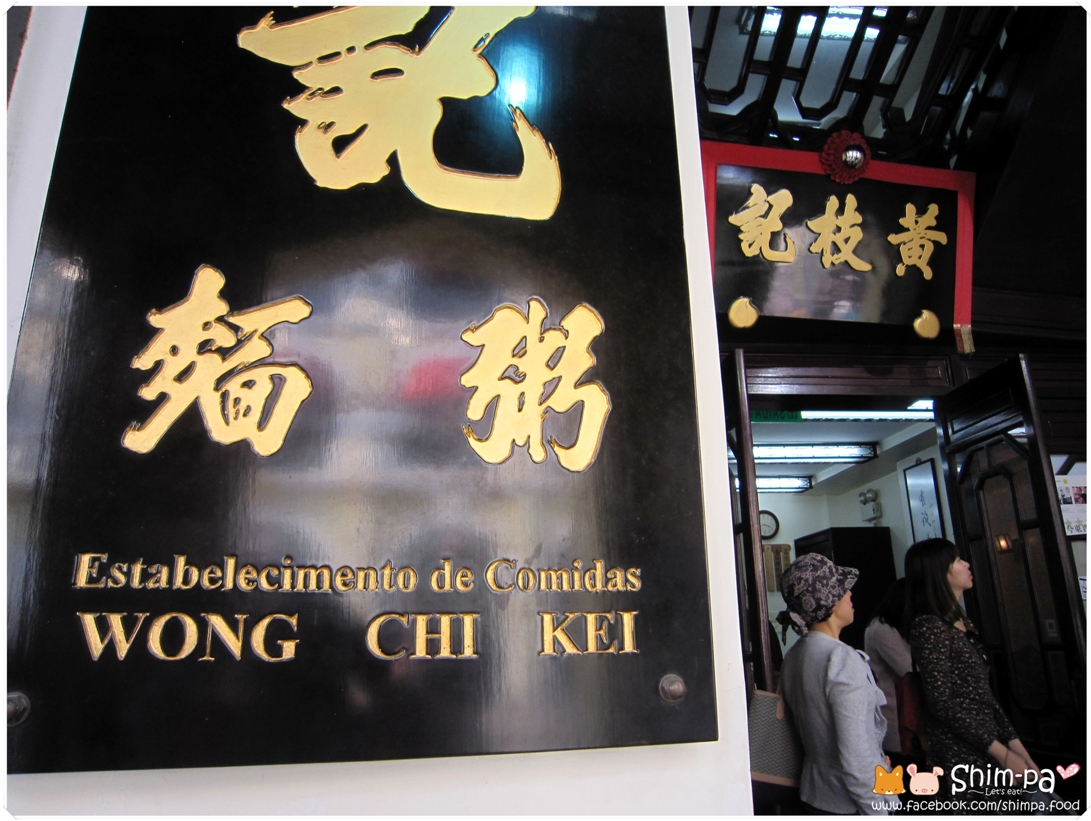 記
粥麵
Estabelecimento de Comidas
WONG CHI KEI
黃枝記
Shim-pa
Let's eat!
www.facebook.com/shimpa.food